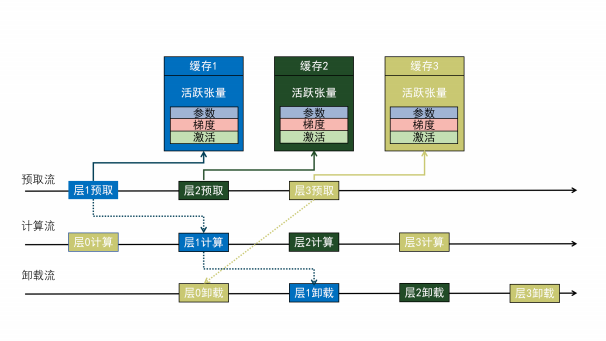 缓存1 缓存2 缓存3
活跃张量 活跃张量 活跃张量
参数 参数 参数
梯度 梯度 梯度
激活 激活 激活
预取流
层1预取 层2预取 层3预取
计算流
层0计算 层1计算 层2计算 层3计算
卸载流
层0卸载 层1卸载 层2卸载 层3卸载